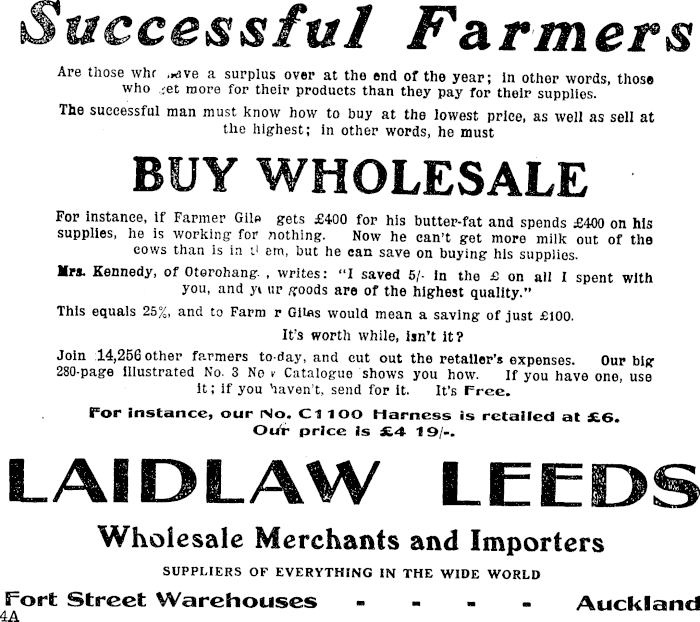 Successful Farmers
Are those who have a surplus over at the end of the year; in other words, those
who get more for their products than they pay for their supplies.
The successful man must know how to buy at the lowest price, as well as sell at
the highest; in other words, he must
BUY WHOLESALE
For instance, if Farmer Giles gets £400 for his butter-fat and spends £400 on his
supplies, he is working for nothing. Now he can't get more milk out of the
cows than is in them, but he can save on buying his supplies.
Mrs. Kennedy, of Otorohanga, writes: "I saved 5/- in the £ on all I spent with
you, and your goods are of the highest quality."
This equals 25%, and to Farmer Giles would mean a saving of just £100.
It's worth while, isn't it?
Join 14,256 other farmers to-day, and cut out the retailer's expenses. Our big
280-page illustrated No. 3 New Catalogue shows you how. If you have one, use
it; if you haven't, send for it. It's Free.
For instance, our No. C1100 Harness is retailed at £6.
Our price is £4 19/-.
LAIDLAW LEEDS
Wholesale Merchants and Importers
SUPPLIERS OF EVERYTHING IN THE WIDE WORLD
Fort Street Warehouses - - - - Auckland
4A